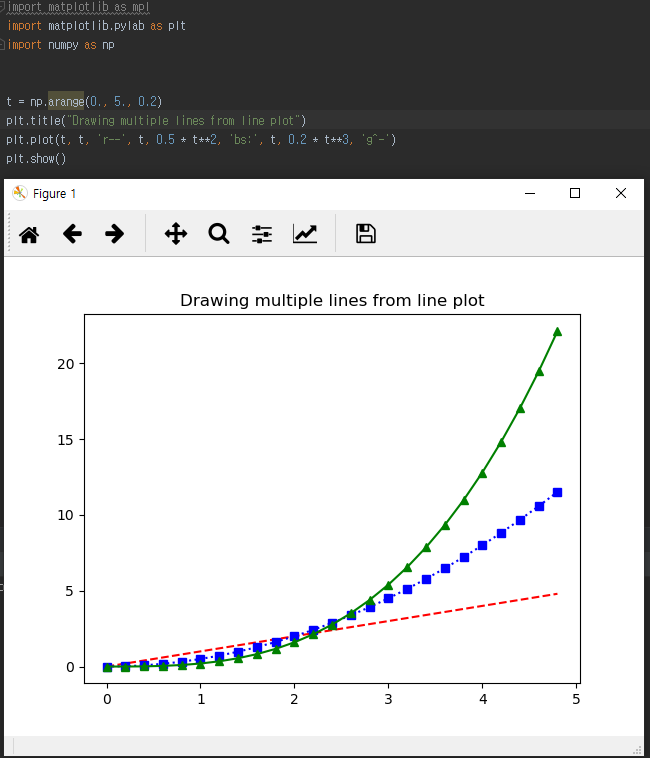 import matplotlib as mpl
import matplotlib.pylab as plt
import numpy as np
t = np.arange(0., 5., 0.2)
plt.title("Drawing multiple lines from line plot")
plt.plot(t, t, 'r--', t, 0.5 * t**2, 'bs:', t, 0.2 * t**3, 'g^-')
plt.show()
Figure 1
Drawing multiple lines from line plot
20
15
10
5
0
0 1 2 3 4 5